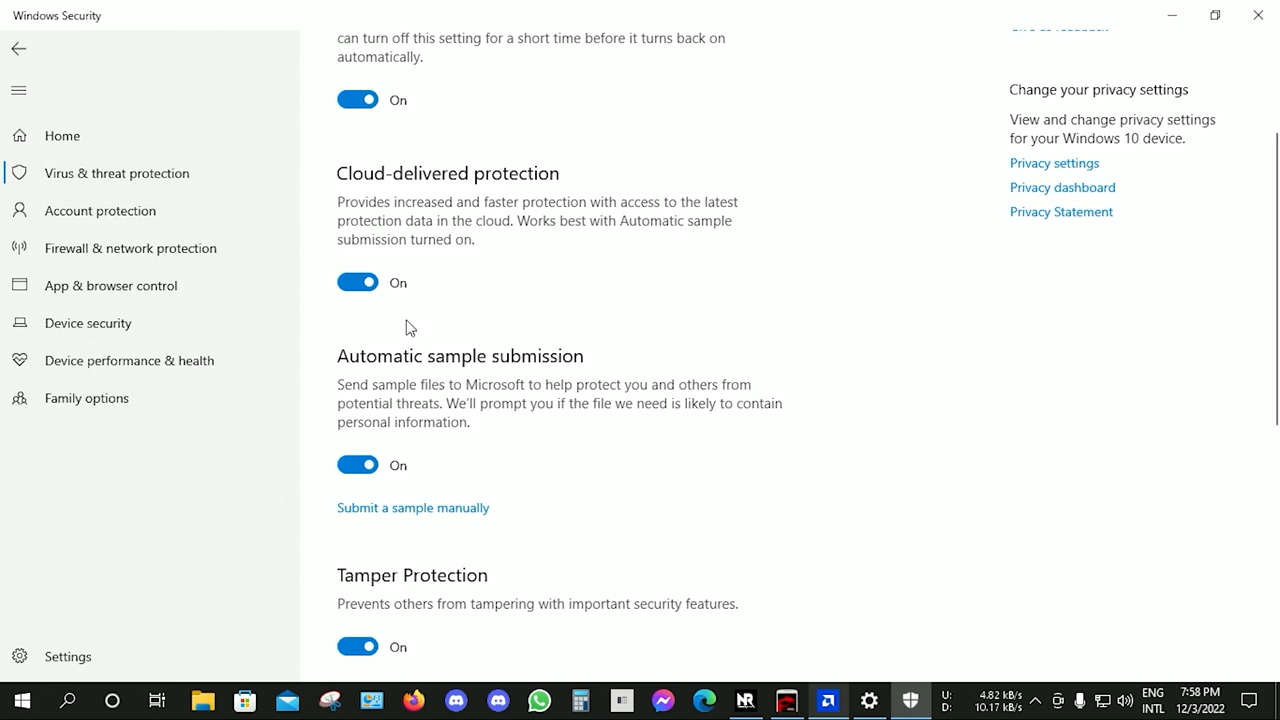 Windows Security
can turn off this setting for a short time before it turns back on
automatically.
On
Cloud-delivered protection
Provides increased and faster protection with access to the latest
protection data in the cloud. Works best with Automatic sample
submission turned on.
On
Automatic sample submission
Send sample files to Microsoft to help protect you and others from
potential threats. We'll prompt you if the file we need is likely to contain
personal information.
On
Submit a sample manually
Tamper Protection
Prevents others from tampering with important security features.
On
Home
Virus & threat protection
Account protection
Firewall & network protection
App & browser control
Device security
Device performance & health
Family options
Settings
Change your privacy settings
View and change privacy settings
for your Windows 10 device.
Privacy settings
Privacy dashboard
Privacy Statement
NR
U: 4.82 kB/s
D: 10.17 kB/s
ENG
INTL
7:58 PM
12/3/2022